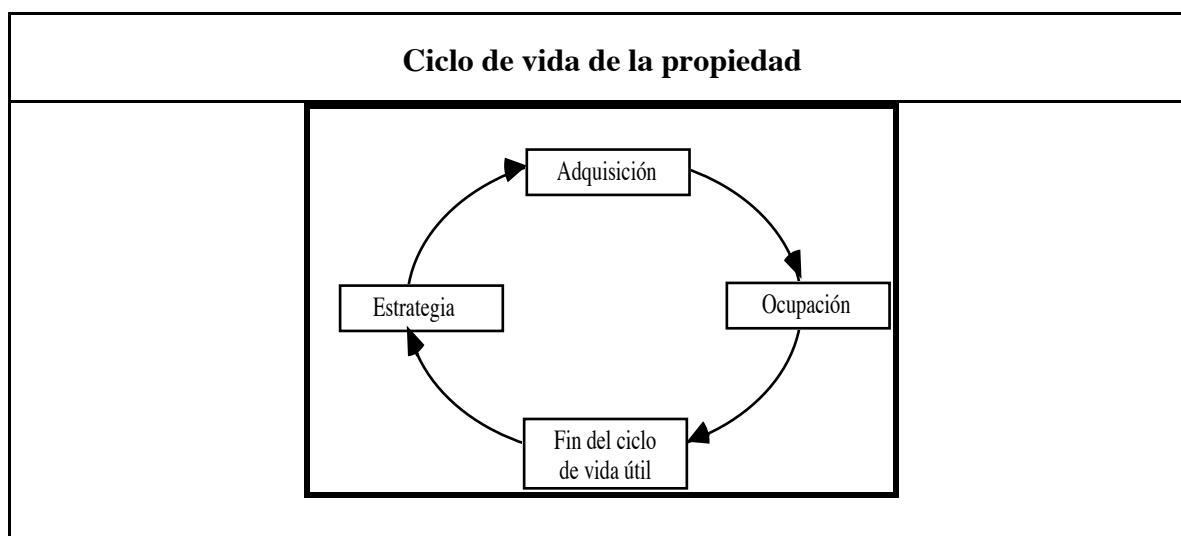 Ciclo de vida de la propiedad
Adquisición
Estrategia
Ocupación
Fin del ciclo
de vida útil